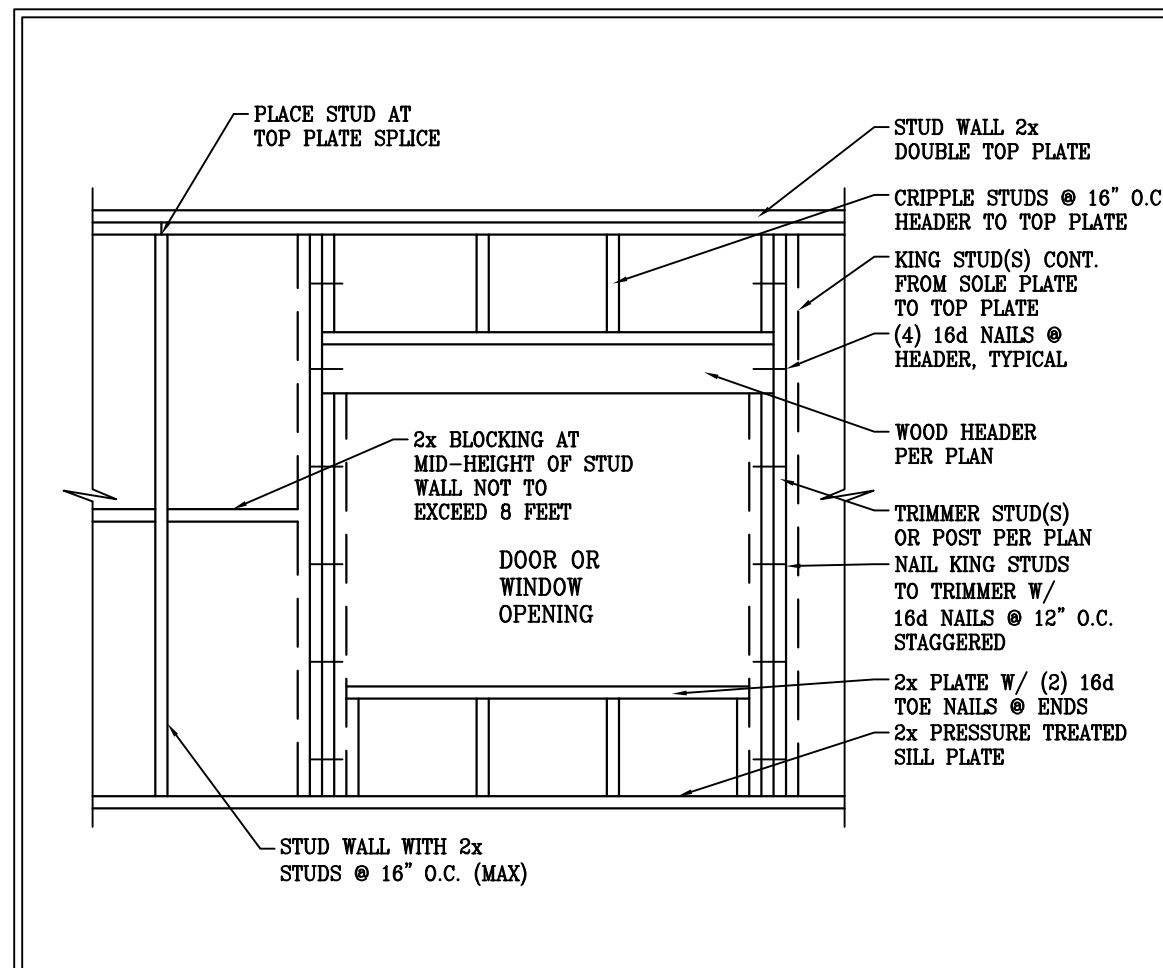 PLACE STUD AT
TOP PLATE SPLICE
STUD WALL 2x
DOUBLE TOP PLATE
CRIPPLE STUDS @ 16" O.C
HEADER TO TOP PLATE
KING STUD(S) CONT.
FROM SOLE PLATE
TO TOP PLATE
(4) 16d NAILS @
HEADER, TYPICAL
WOOD HEADER
PER PLAN
2x BLOCKING AT
MID-HEIGHT OF STUD
WALL NOT TO
EXCEED 8 FEET
TRIMMER STUD(S)
OR POST PER PLAN
DOOR OR
WINDOW
OPENING
NAIL KING STUDS
TO TRIMMER W/
16d NAILS @ 12" O.C.
STAGGERED
2x PLATE W/ (2) 16d
TOE NAILS @ ENDS
2x PRESSURE TREATED
SILL PLATE
STUD WALL WITH 2x
STUDS @ 16" O.C. (MAX)